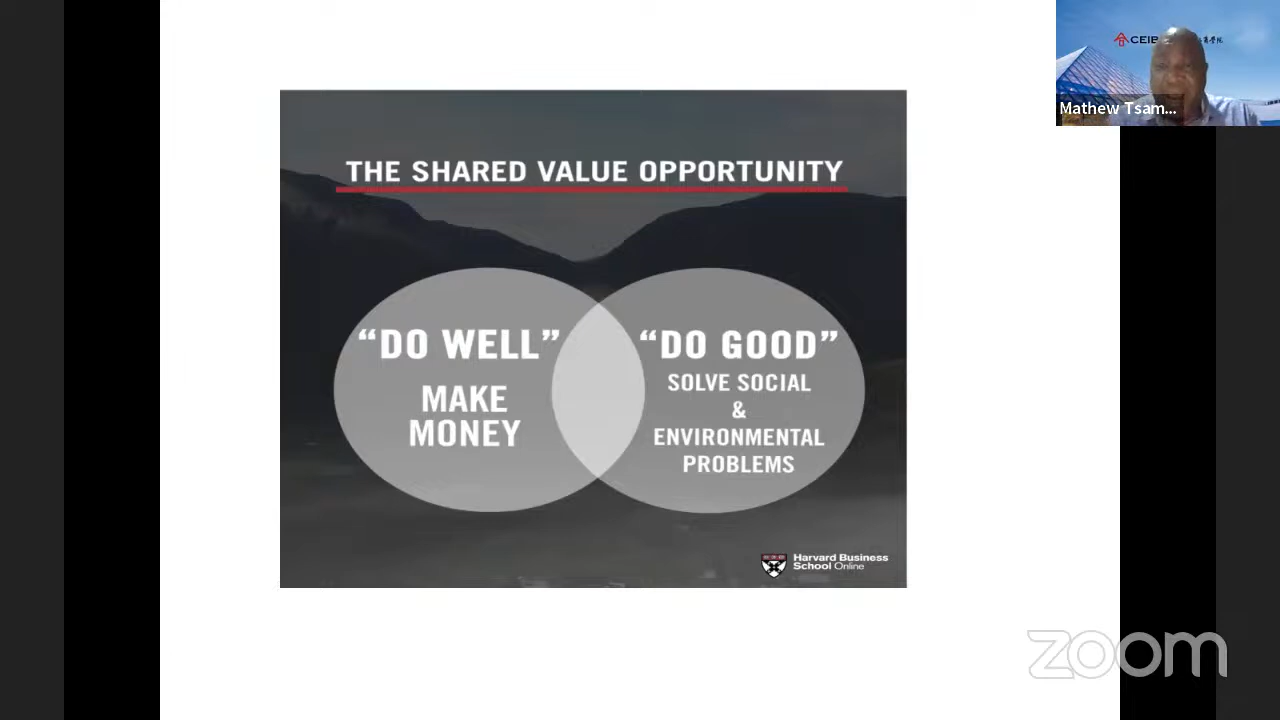 CEIB
Mathew Tsam...
THE SHARED VALUE OPPORTUNITY
“DO WELL”
MAKE
MONEY
“DO GOOD”
SOLVE SOCIAL
&
ENVIRONMENTAL
PROBLEMS
Harvard Business
School Online
zoom